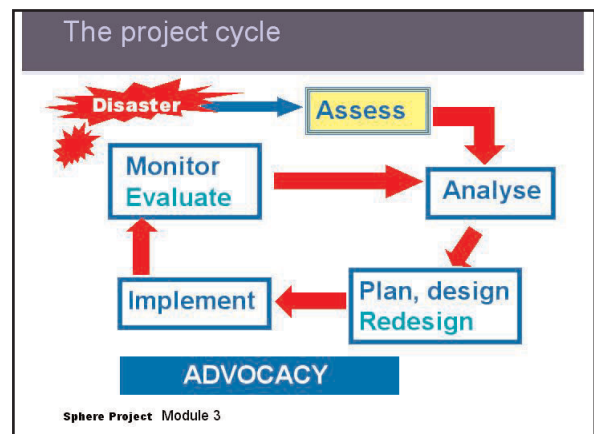 The project cycle
Disaster
Assess
Monitor
Evaluate
Analyse
Implement
Plan, design
Redesign
ADVOCACY
Sphere Project Module 3